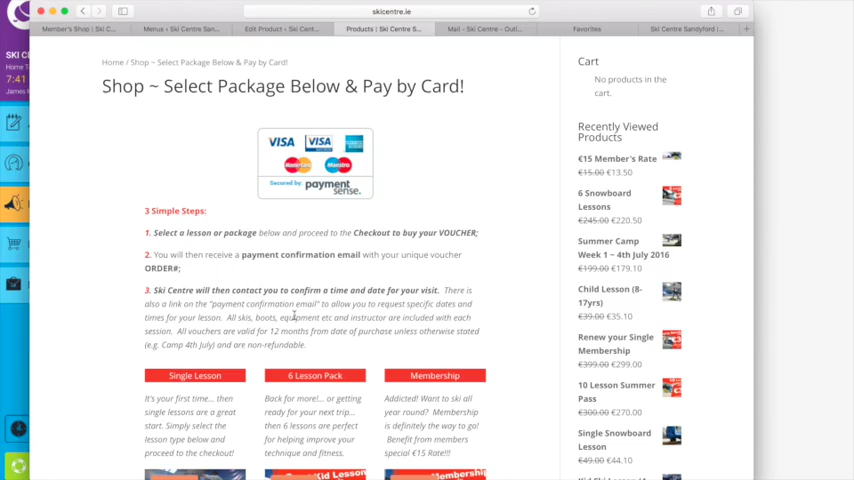 skicentre.ie
Member's Shop | Ski C...
Menus ‹ Ski Centre San...
Edit Product ‹ Ski Cent...
Products | Ski Centre S...
Mail - Ski Centre - Outl...
Favorites
Ski Centre Sandyford | ...
SKI C
Home T
7:41
James M
Home / Shop ~ Select Package Below & Pay by Card!
Shop ~ Select Package Below & Pay by Card!
VISA VISA AMERICAN EXPRESS
MasterCard Maestro
Secured by: payment sense.
3 Simple Steps:
1. Select a lesson or package below and proceed to the Checkout to buy your VOUCHER;
2. You will then receive a payment confirmation email with your unique voucher
ORDER#;
3. Ski Centre will then contact you to confirm a time and date for your visit. There is
also a link on the "payment confirmation email" to allow you to request specific dates and
times for your lesson. All skis, boots, equipment etc and instructor are included with each
session. All vouchers are valid for 12 months from date of purchase unless otherwise stated
(e.g. Camp 4th July) and are non-refundable.
Single Lesson
It's your first time... then
single lessons are a great
start. Simply select the
lesson type below and
proceed to the checkout!
6 Lesson Pack
Back for more!... or getting
ready for your next trip...
then 6 lessons are perfect
for helping improve your
technique and fitness.
Kid Lesson
Membership
Addicted! Want to ski all
year round? Membership
is definitely the way to go!
Benefit from members
special €15 Rate!!!
Membership
Cart
No products in the
cart.
Recently Viewed
Products
€15 Member's Rate
€15.00 €13.50
6 Snowboard
Lessons
€245.00 €220.50
Summer Camp
Week 1 ~ 4th July 2016
€199.00 €179.10
Child Lesson (8-
17yrs)
€39.00 €35.10
Renew your Single
Membership
€399.00 €299.00
10 Lesson Summer
Pass
€300.00 €270.00
Single Snowboard
Lesson
€49.00 €44.10